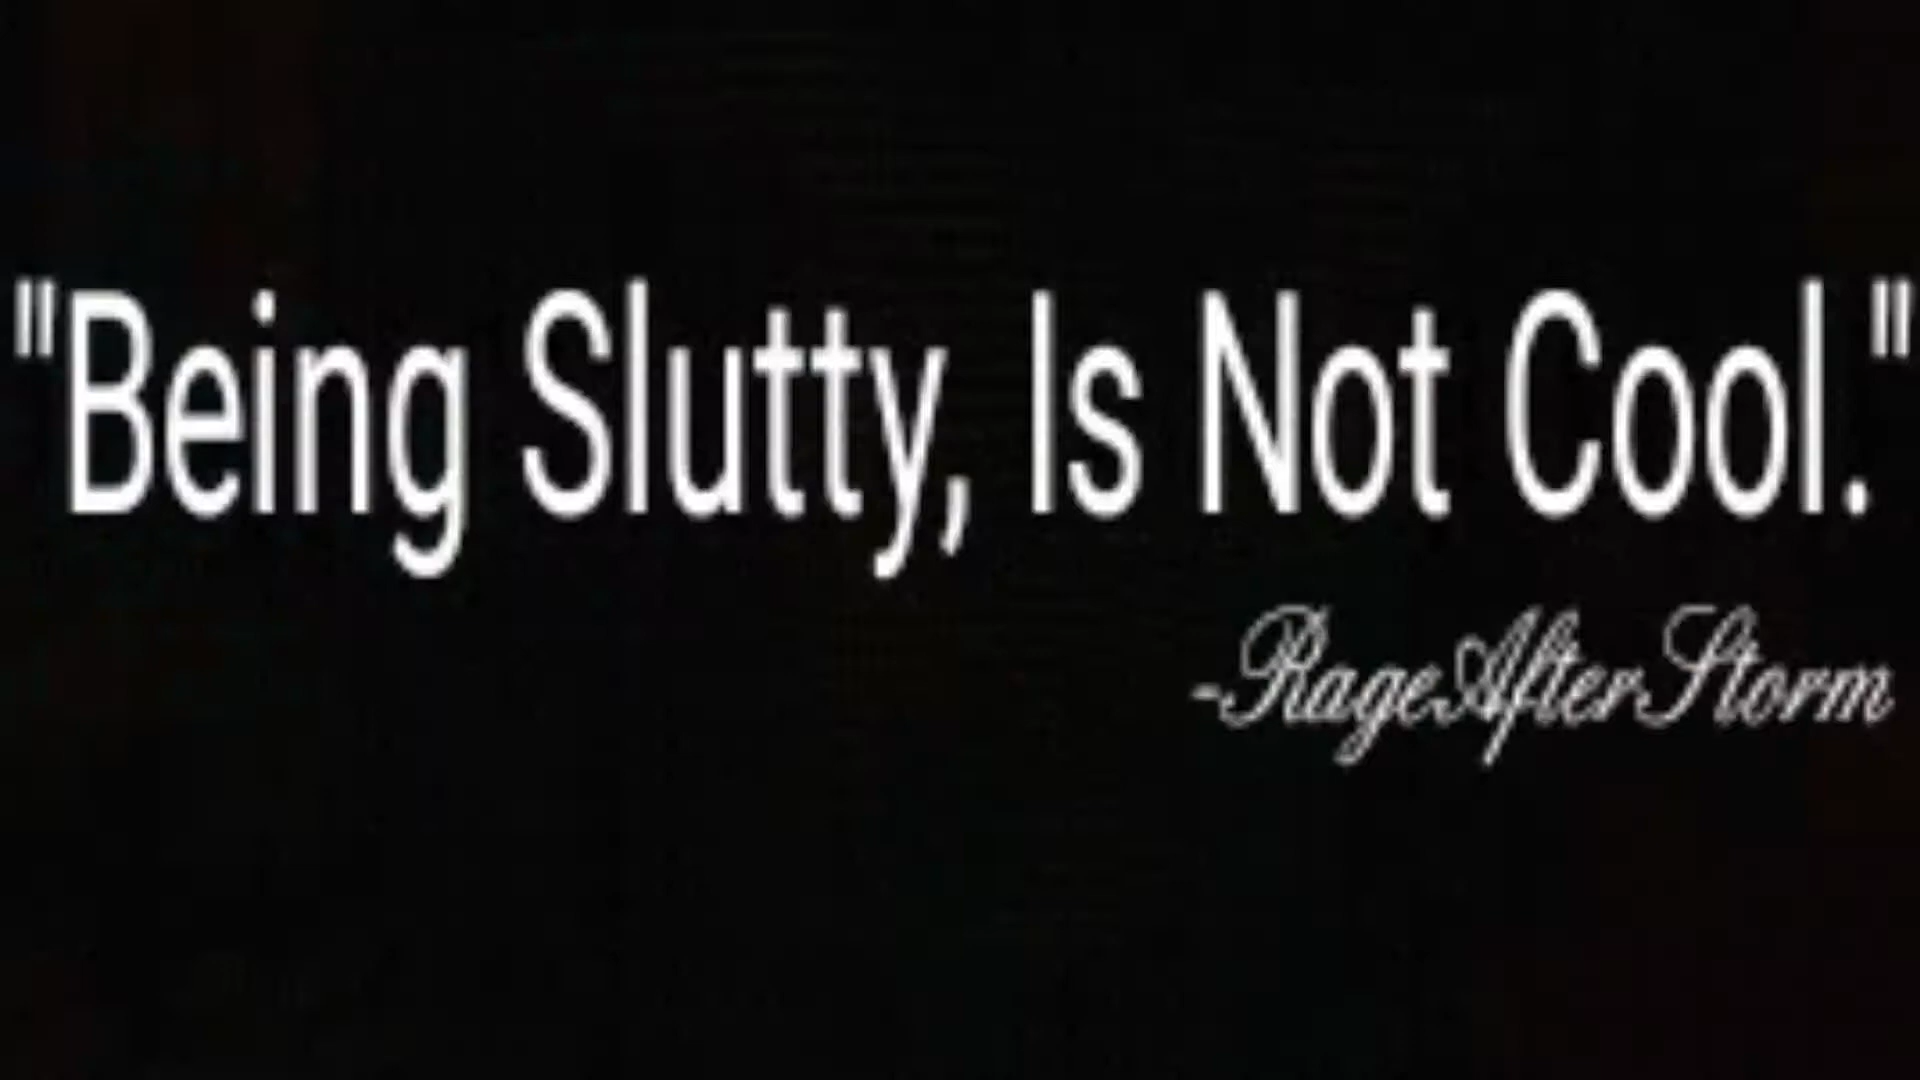 "Being Slutty, Is Not Cool."
-RageAfterStorm